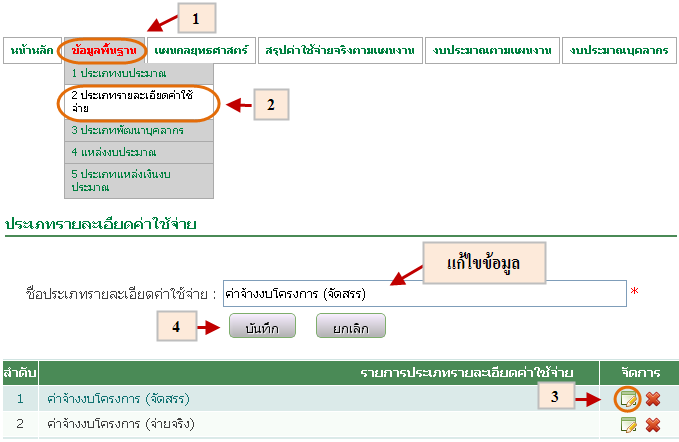 1
หน้าหลัก ข้อมูลพื้นฐาน แผนกลยุทธศาสตร์ สรุปค่าใช้จ่ายจริงตามแผนงาน งบประมาณตามแผนงาน งบประมาณบุคลากร
1 ประเภทงบประมาณ
2 ประเภทรายละเอียดค่าใช้
จ่าย
2
3 ประเภทพัฒนาบุคลากร
4 แหล่งงบประมาณ
5 ประเภทแหล่งเงินงบ
ประมาณ
ประเภทรายละเอียดค่าใช้จ่าย
แก้ไขข้อมูล
ชื่อประเภทรายละเอียดค่าใช้จ่าย : ค่าจ้างงบโครงการ (จัดสรร) *
4 บันทึก ยกเลิก
ลำดับ รายการประเภทรายละเอียดค่าใช้จ่าย จัดการ
3
1 ค่าจ้างงบโครงการ (จัดสรร)
2 ค่าจ้างงบโครงการ (จ่ายจริง)